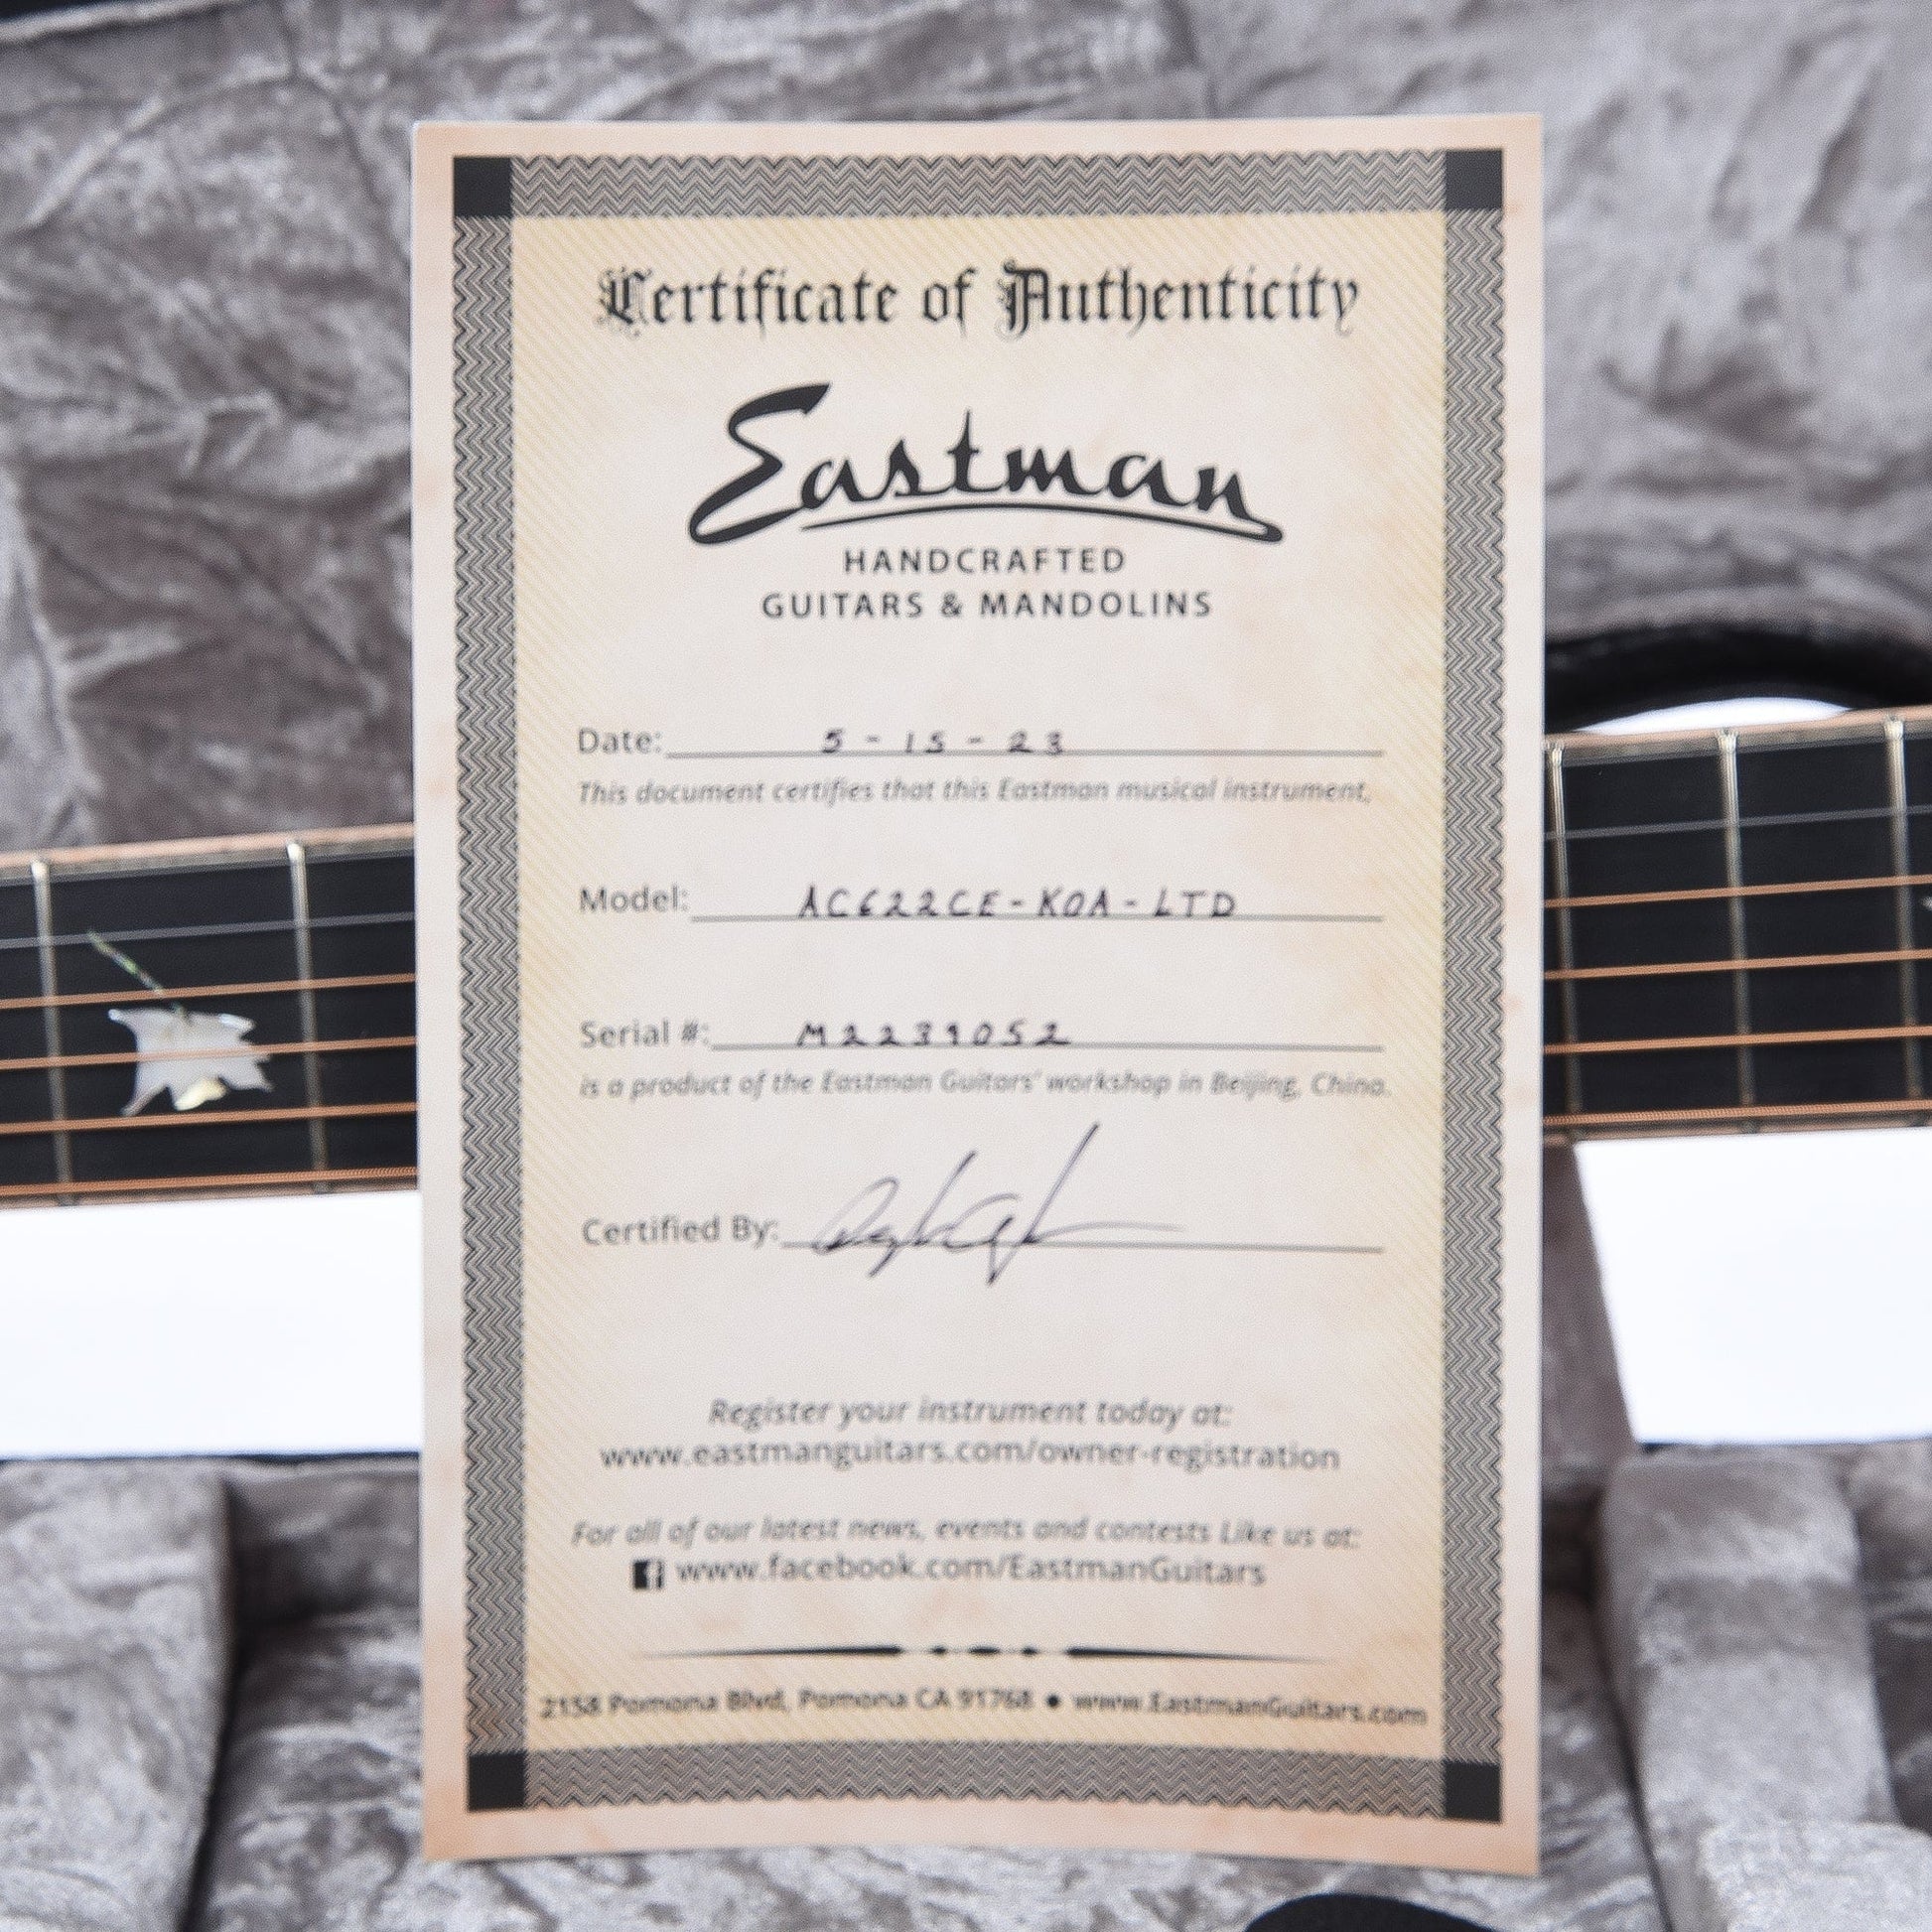 Certificate of Authenticity
Eastman
HANDCRAFTED
GUITARS & MANDOLINS
Date: 5-15-23
This document certifies that this Eastman musical instrument,
Model: AC622CE-KOA-LTD
Serial #: M2239052
is a product of the Eastman Guitars' workshop in Beijing, China.
Certified By:
Register your instrument today at:
www.eastmanguitars.com/owner-registration
For all of our latest news, events and contests Like us at:
www.facebook.com/EastmanGuitars
2158 Pomona Blvd, Pomona CA 91768 • www.EastmanGuitars.com